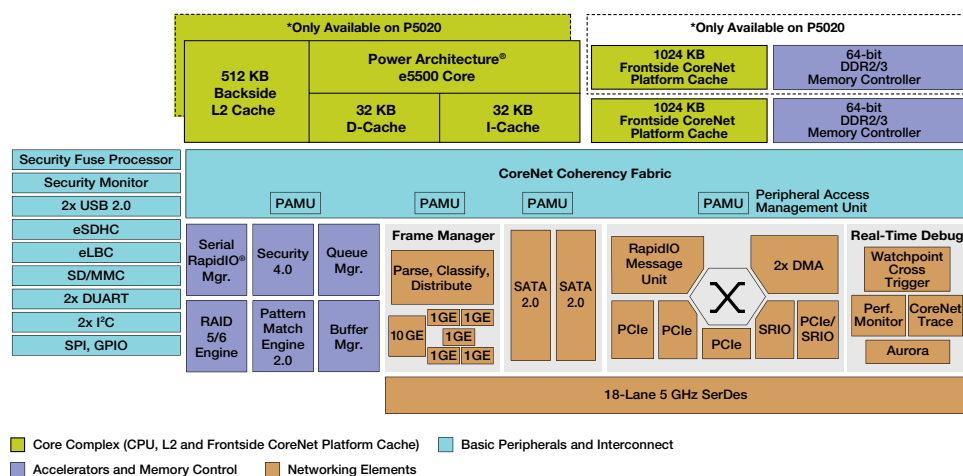 *Only Available on P5020
512 KB
Backside
L2 Cache
Power Architecture®
e5500 Core
32 KB
D-Cache
32 KB
I-Cache
*Only Available on P5020
1024 KB
Frontside CoreNet
Platform Cache
64-bit
DDR2/3
Memory Controller
1024 KB
Frontside CoreNet
Platform Cache
64-bit
DDR2/3
Memory Controller
Security Fuse Processor
Security Monitor
2x USB 2.0
eSDHC
eLBC
SD/MMC
2x DUART
2x I²C
SPI, GPIO
CoreNet Coherency Fabric
PAMU
PAMU
PAMU
PAMU
Peripheral Access
Management Unit
Serial
RapidIO®
Mgr.
Security
4.0
Queue
Mgr.
RAID
5/6
Engine
Pattern
Match
Engine
2.0
Buffer
Mgr.
Frame Manager
Parse, Classify,
Distribute
10 GE
1GE
1GE
1GE
1GE
1GE
SATA
2.0
SATA
2.0
RapidIO
Message
Unit
2x DMA
PCIe
PCIe
PCIe
SRIO
PCIe/
SRIO
Real-Time Debug
Watchpoint
Cross
Trigger
Perf.
Monitor
CoreNet
Trace
Aurora
18-Lane 5 GHz SerDes
Core Complex (CPU, L2 and Frontside CoreNet Platform Cache)
Basic Peripherals and Interconnect
Accelerators and Memory Control
Networking Elements